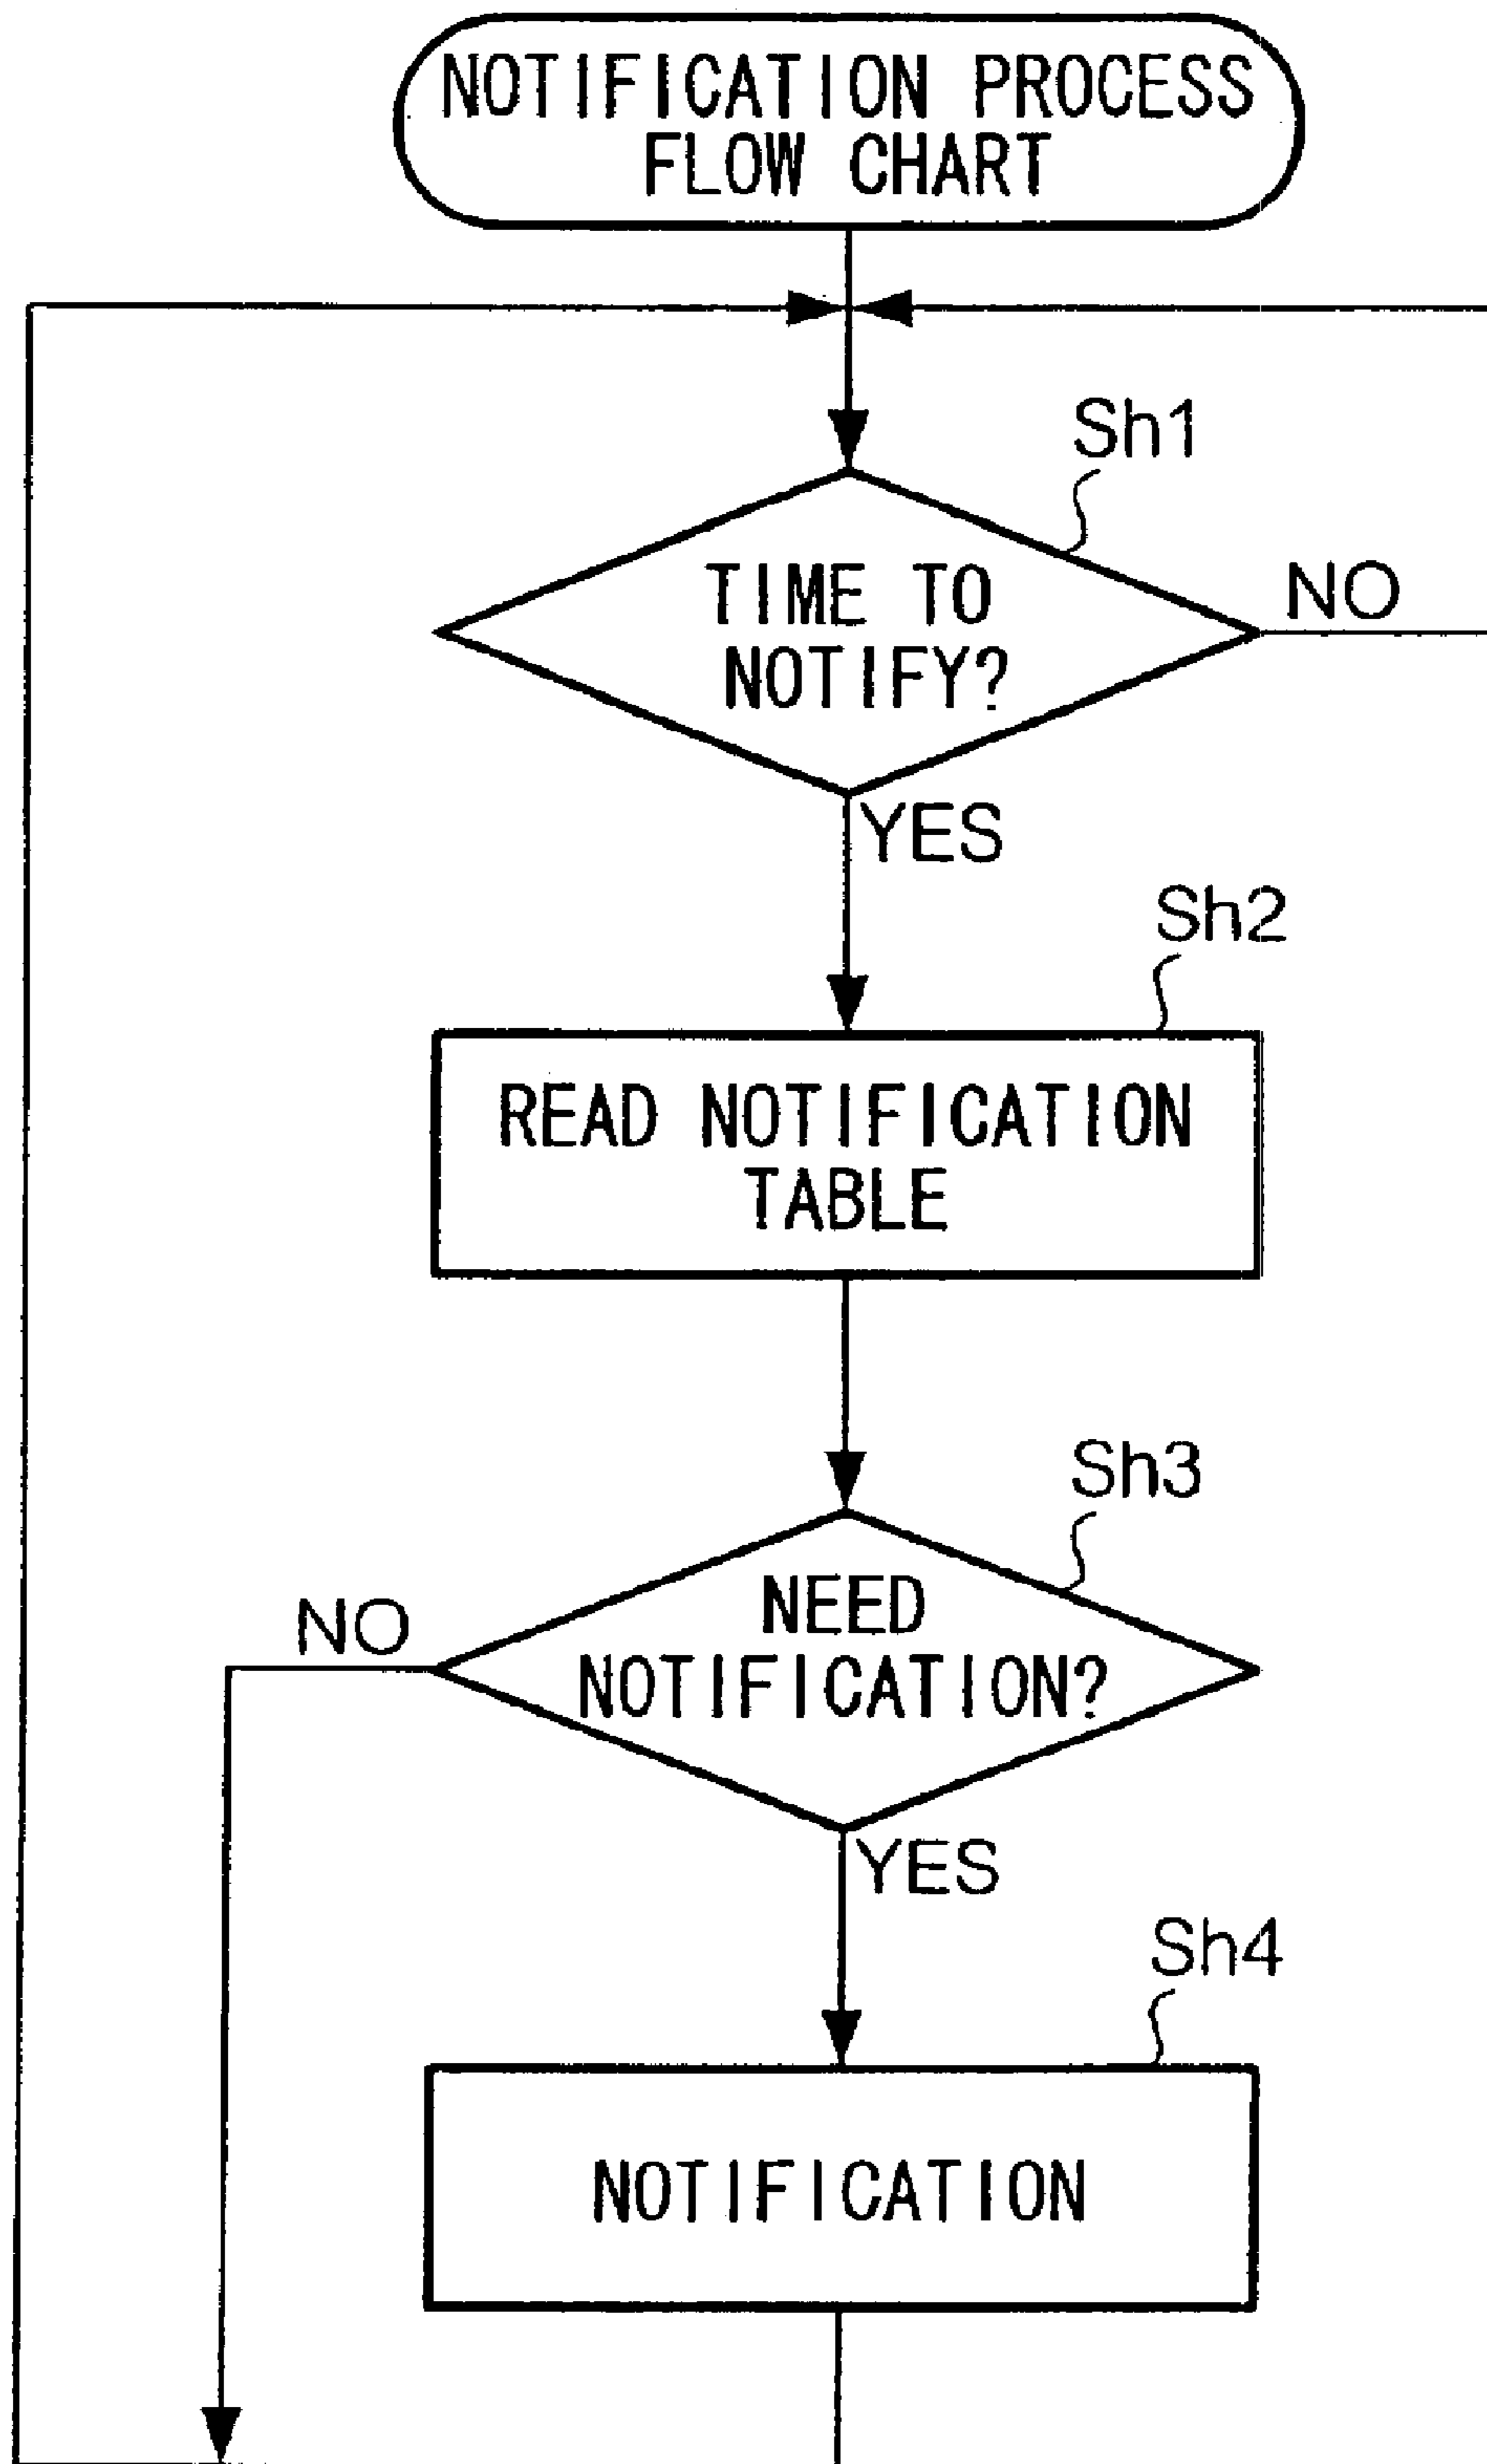 NOTIFICATION PROCESS
FLOW CHART
Sh1
TIME TO
NOTIFY?
NO
YES
Sh2
READ NOTIFICATION
TABLE
Sh3
NEED
NOTIFICATION?
NO
YES
Sh4
NOTIFICATION